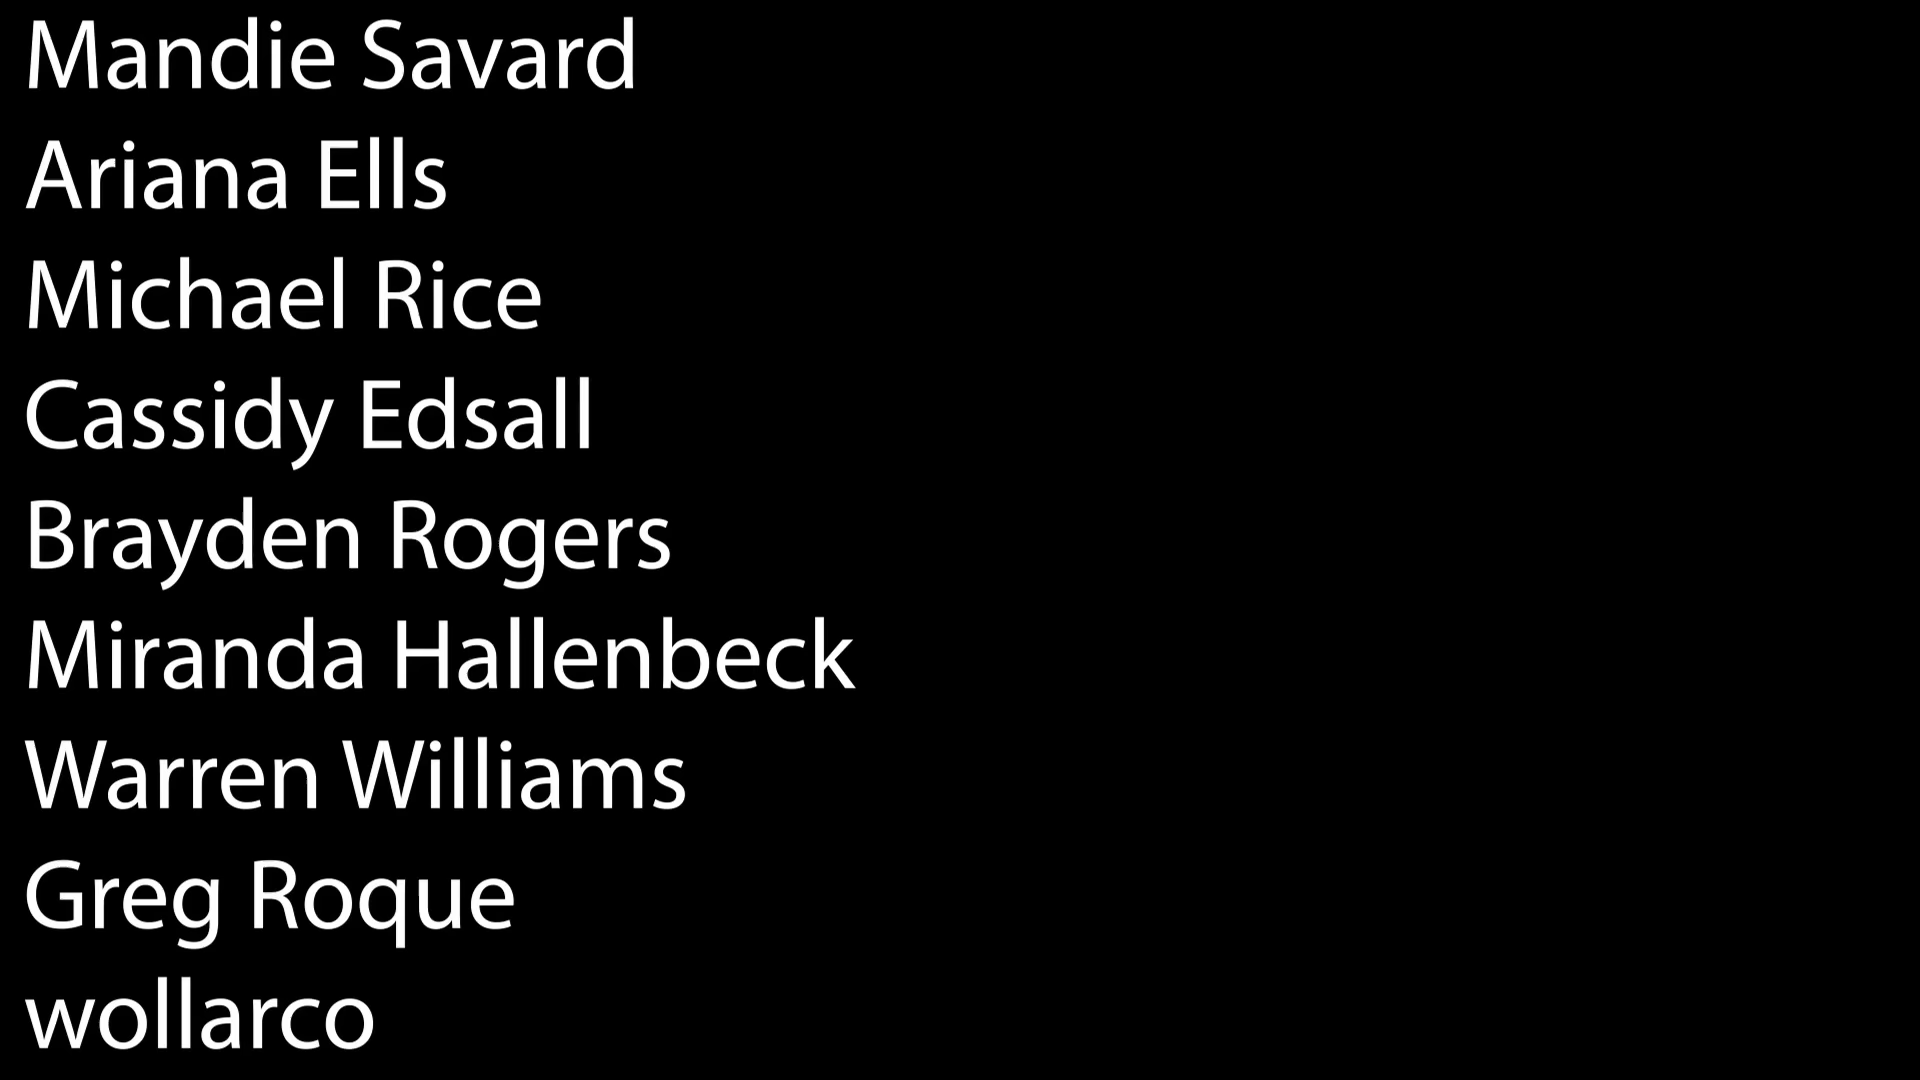 Mandie Savard
Ariana Ells
Michael Rice
Cassidy Edsall
Brayden Rogers
Miranda Hallenbeck
Warren Williams
Greg Roque
wollarco